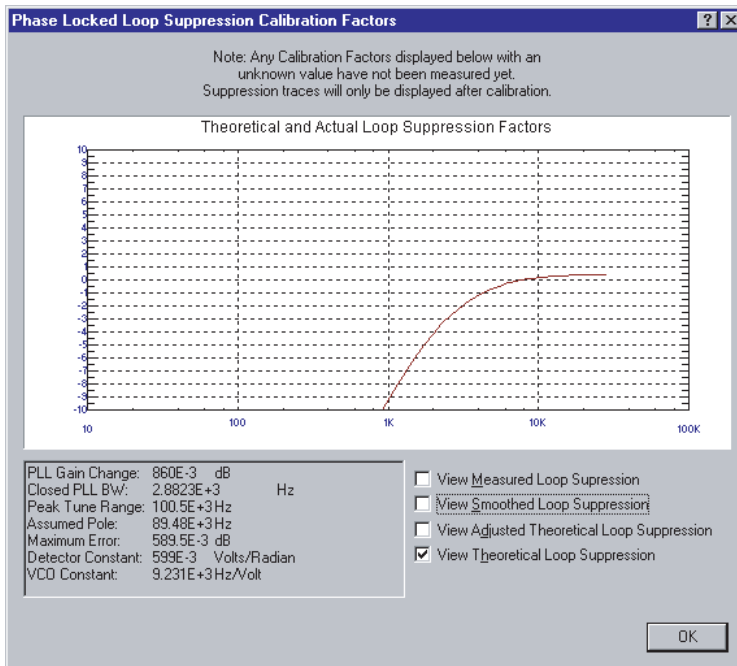 Phase Locked Loop Suppression Calibration Factors
? ×
Note: Any Calibration Factors displayed below with an
unknown value have not been measured yet.
Suppression traces will only be displayed after calibration.
Theoretical and Actual Loop Suppression Factors
10
9
8
7
6
5
4
3
2
1
0
-1
-2
-3
-4
-5
-6
-7
-8
-9
-10
10 100 1K 10K 100K
PLL Gain Change: 860E-3 dB
Closed PLL BW: 2.8823E+3 Hz
Peak Tune Range: 100.5E+3 Hz
Assumed Pole: 89.48E+3 Hz
Maximum Error: 589.5E-3 dB
Detector Constant: 599E-3 Volts/Radian
VCO Constant: 9.231E+3 Hz/Volt
View Measured Loop Supression
View Smoothed Loop Suppression
View Adjusted Theoretical Loop Suppression
View Theoretical Loop Suppression
OK